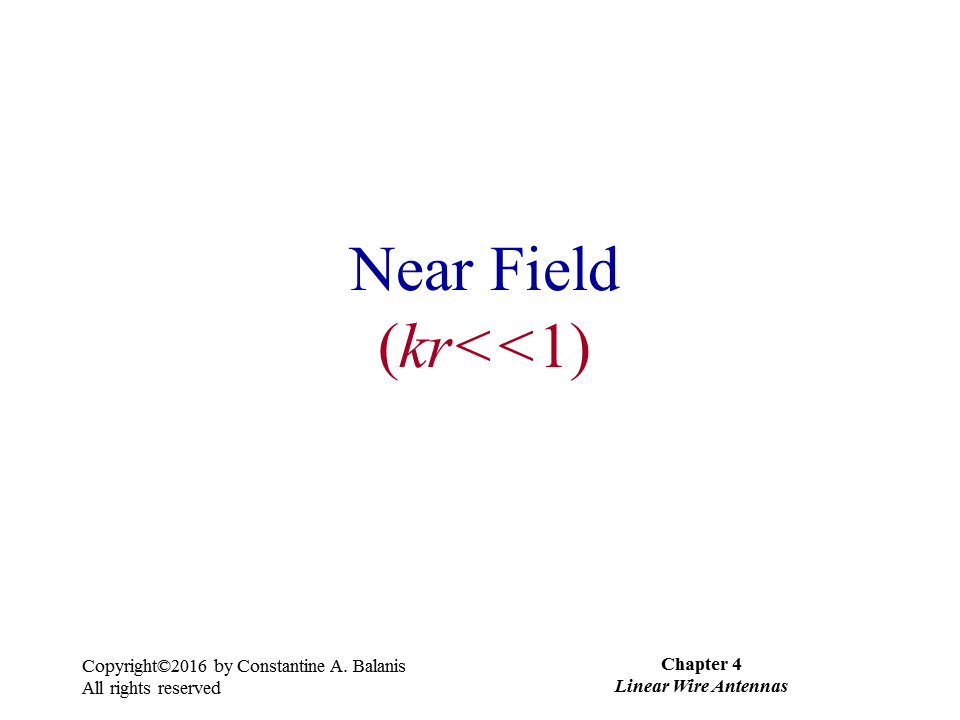 Near Field
(kr<<1)
Copyright©2016 by Constantine A. Balanis
All rights reserved
Chapter 4
Linear Wire Antennas